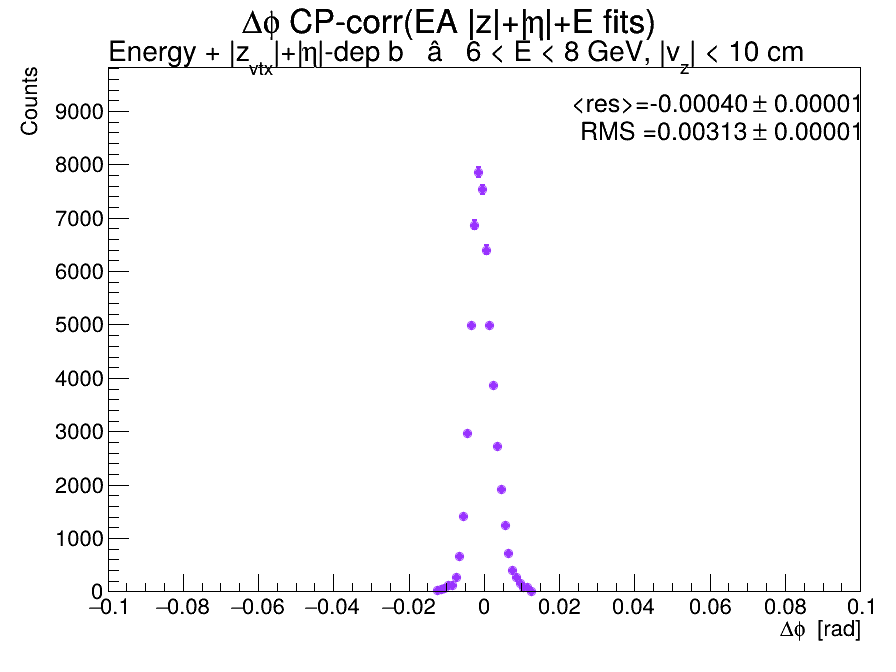 Δϕ CP-corr(EA |z|+|η|+E fits)
Energy + |z_vtx|+|η|-dep b â 6 < E < 8 GeV, |v_z| < 10 cm
<res>=-0.00040 ± 0.00001
RMS =0.00313 ± 0.00001
Counts
9000
8000
7000
6000
5000
4000
3000
2000
1000
0
−0.1 −0.08 −0.06 −0.04 −0.02 0 0.02 0.04 0.06 0.08 0.1
Δϕ [rad]